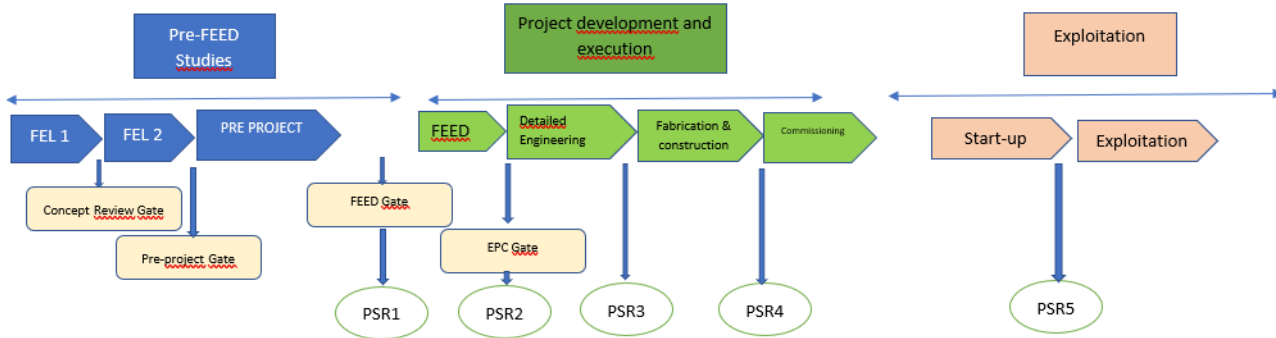 Pre-FEED
Studies
Project development and
execution
Exploitation
FEL 1
FEL 2
PRE PROJECT
FEED
Detailed
Engineering
Fabrication &
construction
Commissioning
Start-up
Exploitation
Concept Review Gate
Pre-project Gate
FEED Gate
EPC Gate
PSR1
PSR2
PSR3
PSR4
PSR5